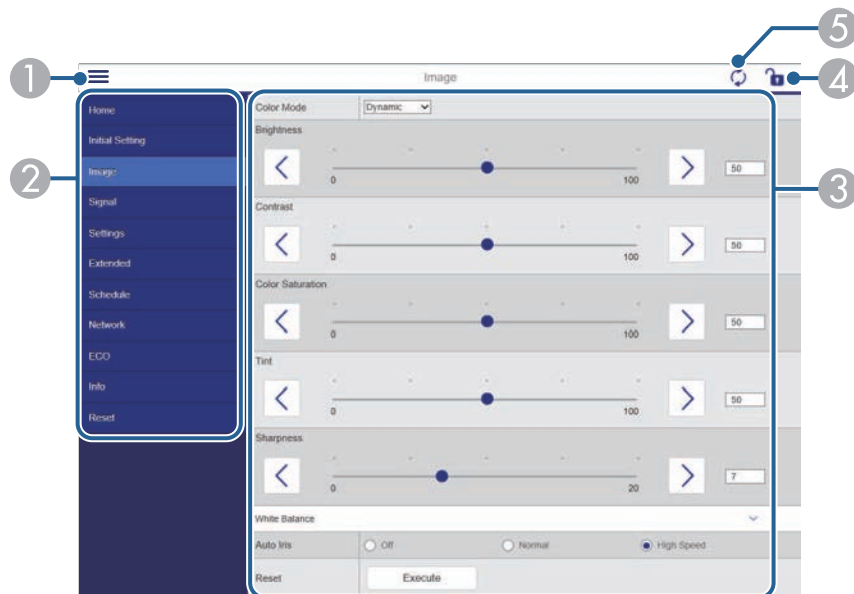 5
1
Image
4
Home
Color Mode
Dynamic
Brightness
Initial Setting
2
Image
0
100
50
3
Signal
Contrast
Settings
0
100
50
Extended
Color Saturation
Schedule
Network
0
100
50
ECO
Tint
Info
0
100
50
Reset
Sharpness
0
20
7
White Balance
Auto Iris
Off
Normal
High Speed
Reset
Execute